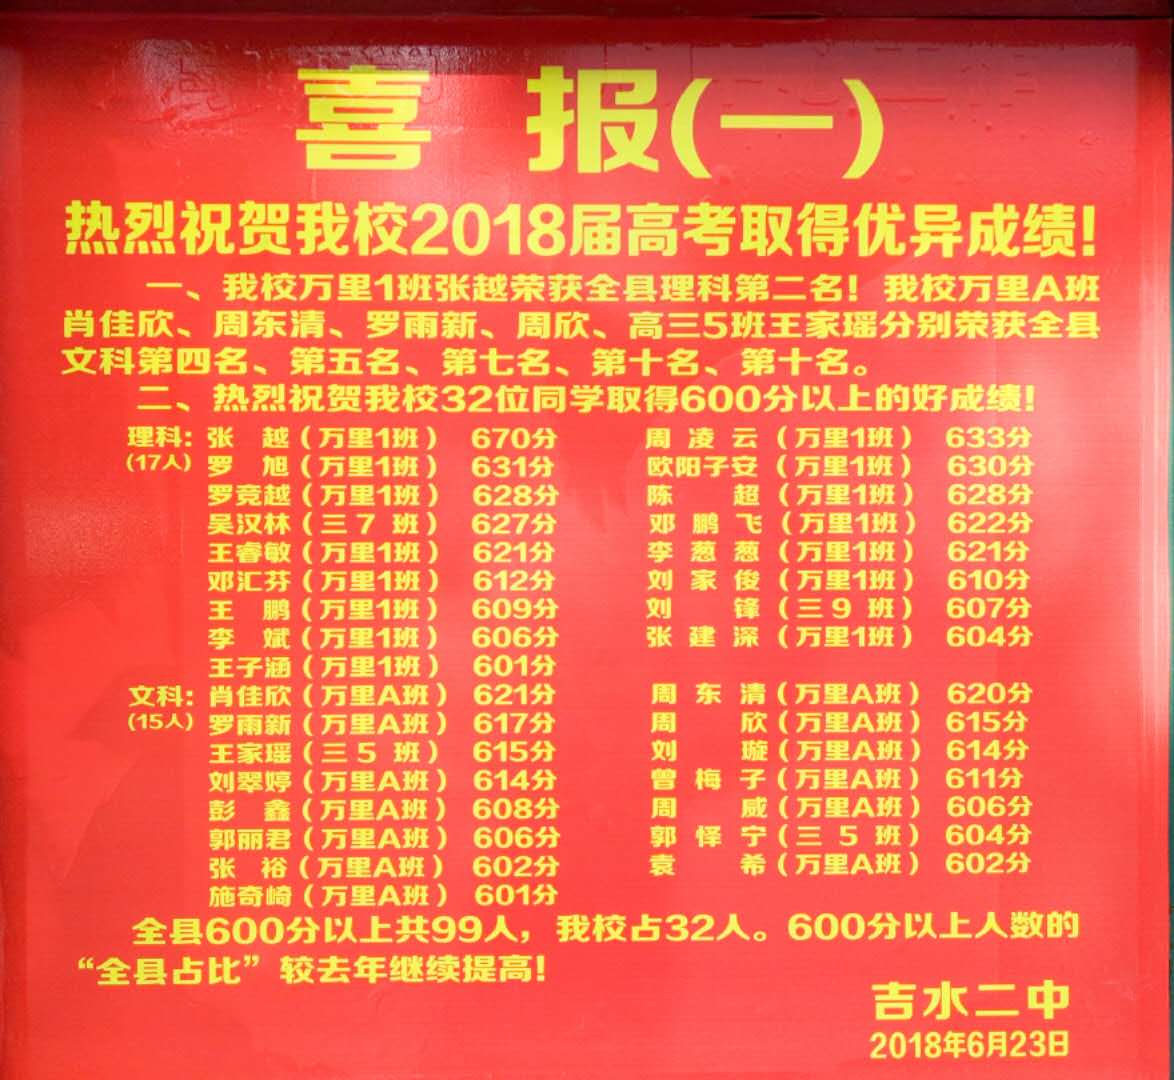 喜 报(一)
热烈祝贺我校2018届高考取得优异成绩!
一、我校万里1班张越荣获全县理科第二名!我校万里A班
肖佳欣、周东清、罗雨新、周欣、高三5班王家瑶分别荣获全县
文科第四名、第五名、第七名、第十名、第十名。
二、热烈祝贺我校32位同学取得600分以上的好成绩!
理科: 张 越(万里1班) 670分 周凌云(万里1班) 633分
(17人) 罗 旭(万里1班) 631分 欧阳子安(万里1班) 630分
罗竞越(万里1班) 628分 陈 超(万里1班) 628分
吴汉林(三7班) 627分 邓鹏飞(万里1班) 622分
王睿敏(万里1班) 621分 李葱葱(万里1班) 621分
邓汇芬(万里1班) 612分 刘家俊(万里1班) 610分
王 鹏(万里1班) 609分 刘 锋(三9班) 607分
李 斌(万里1班) 606分 张建深(万里1班) 604分
王子涵(万里1班) 601分
文科: 肖佳欣(万里A班) 621分 周东清(万里A班) 620分
(15人) 罗雨新(万里A班) 617分 周 欣(万里A班) 615分
王家瑶(三5班) 615分 刘 璇(万里A班) 614分
刘翠婷(万里A班) 614分 曾梅子(万里A班) 611分
彭 鑫(万里A班) 608分 周 威(万里A班) 606分
郭丽君(万里A班) 606分 郭怿宁(三5班) 604分
张 裕(万里A班) 602分 袁 希(万里A班) 602分
施奇崎(万里A班) 601分
全县600分以上共99人，我校占32人。600分以上人数的
“全县占比”较去年继续提高!
吉水二中
2018年6月23日